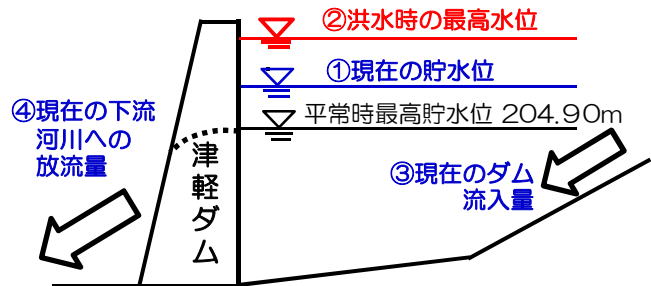 ②洪水時の最高水位
①現在の貯水位
平常時最高貯水位 204.90m
④現在の下流
河川への
放流量
津軽ダム
③現在のダム
流入量